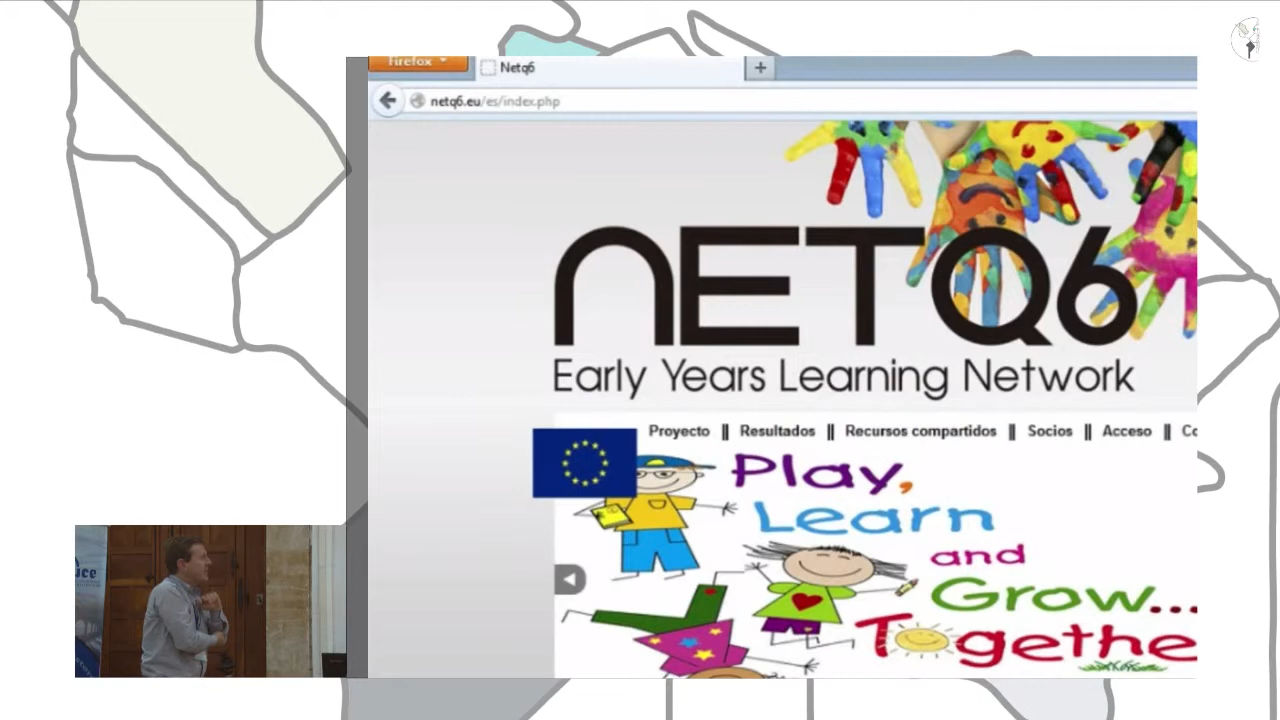 Firefox
Netq6
netq6.eu/es/index.php
NETQ6
Early Years Learning Network
Proyecto || Resultados || Recursos compartidos || Socios || Acceso || Co
Play,
Learn
and
Grow...
Togethe
uce